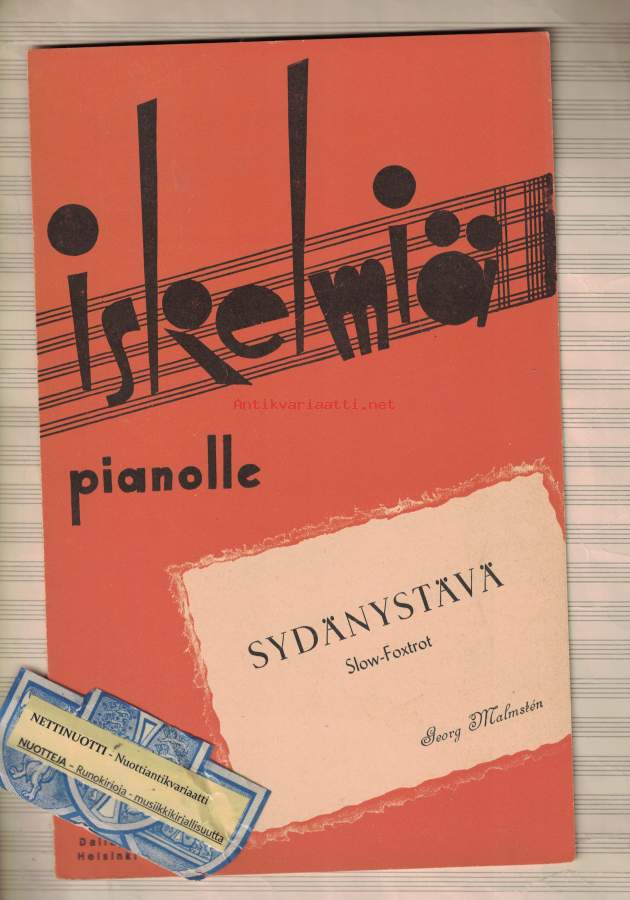 iskelmiä
Antikvariaatti.net
pianolle
SYDÄNYSTÄVÄ
Slow-Foxtrot
Georg Malmstén
NETTINUOTTI - Nuottiantikvariaatti
NUOTTEJA - Runokirjoja - musiikkikirjallisuutta
Helsinki